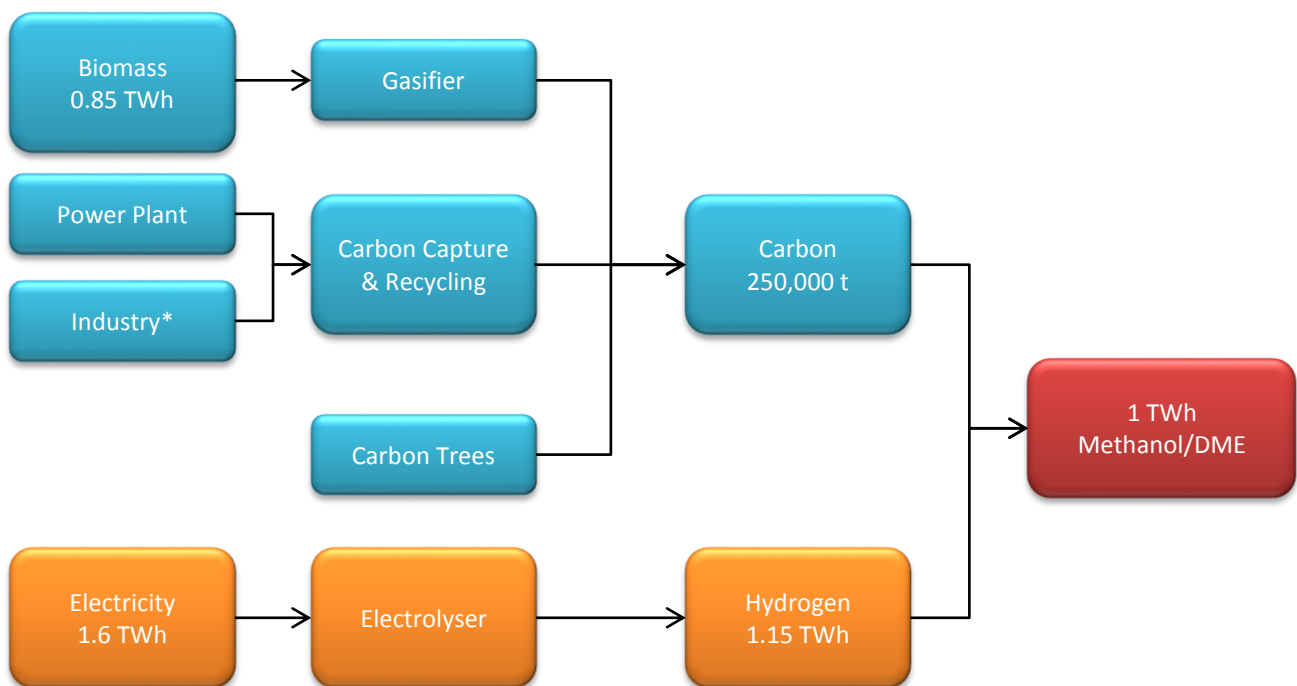 Biomass
0.85 TWh
Gasifier
Power Plant
Industry*
Carbon Capture
& Recycling
Carbon
250,000 t
Carbon Trees
1 TWh
Methanol/DME
Electricity
1.6 TWh
Electrolyser
Hydrogen
1.15 TWh